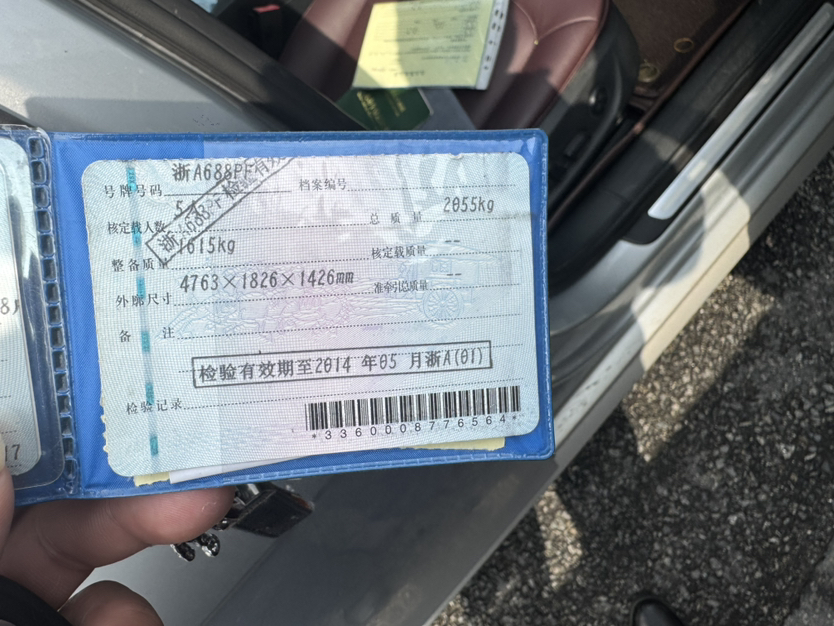 号牌号码 浙A688PF 档案编号
核定载人数 5人 总质量 2055kg
整备质量 1615kg 核定载质量 --
外廓尺寸 4763×1826×1426mm 准牵引总质量 --
备注
检验有效期至2014 年05 月浙A(01)
检验记录
*3360008776564*